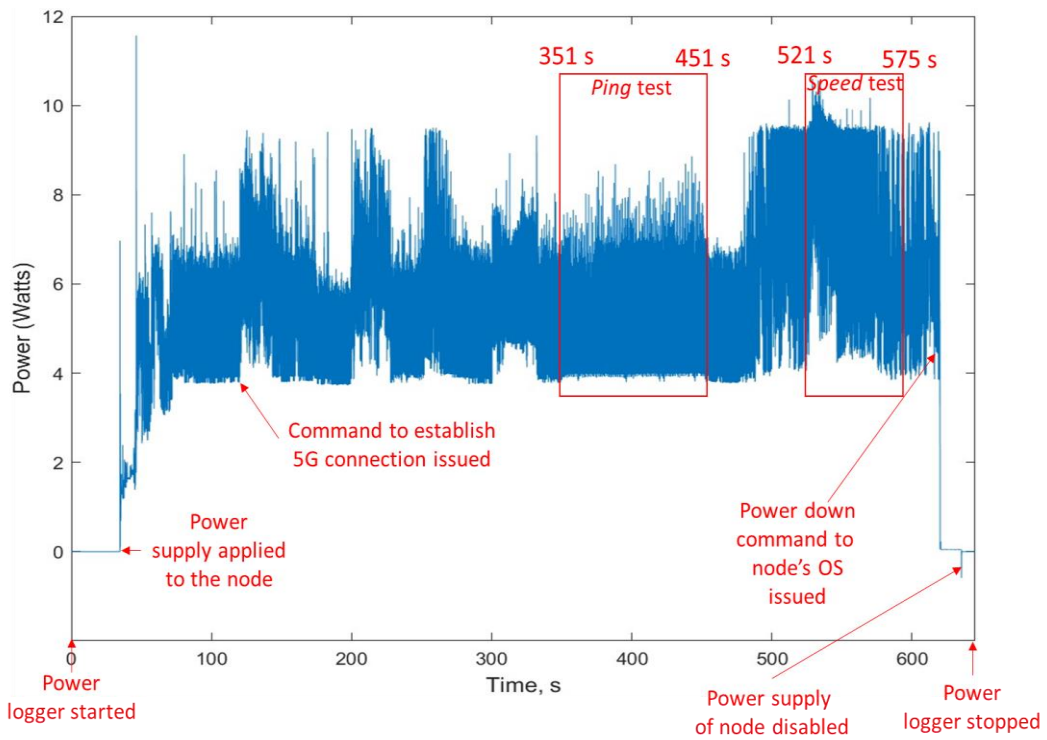 12
10
8
6
4
2
0
Power (Watts)
351 s
451 s
521 s
575 s
Ping test
Speed test
Command to establish
5G connection issued
Power
supply applied
to the node
Power down
command to
node's OS
issued
0
100
200
300
400
500
600
Time, s
Power
logger started
Power supply
of node disabled
Power
logger stopped